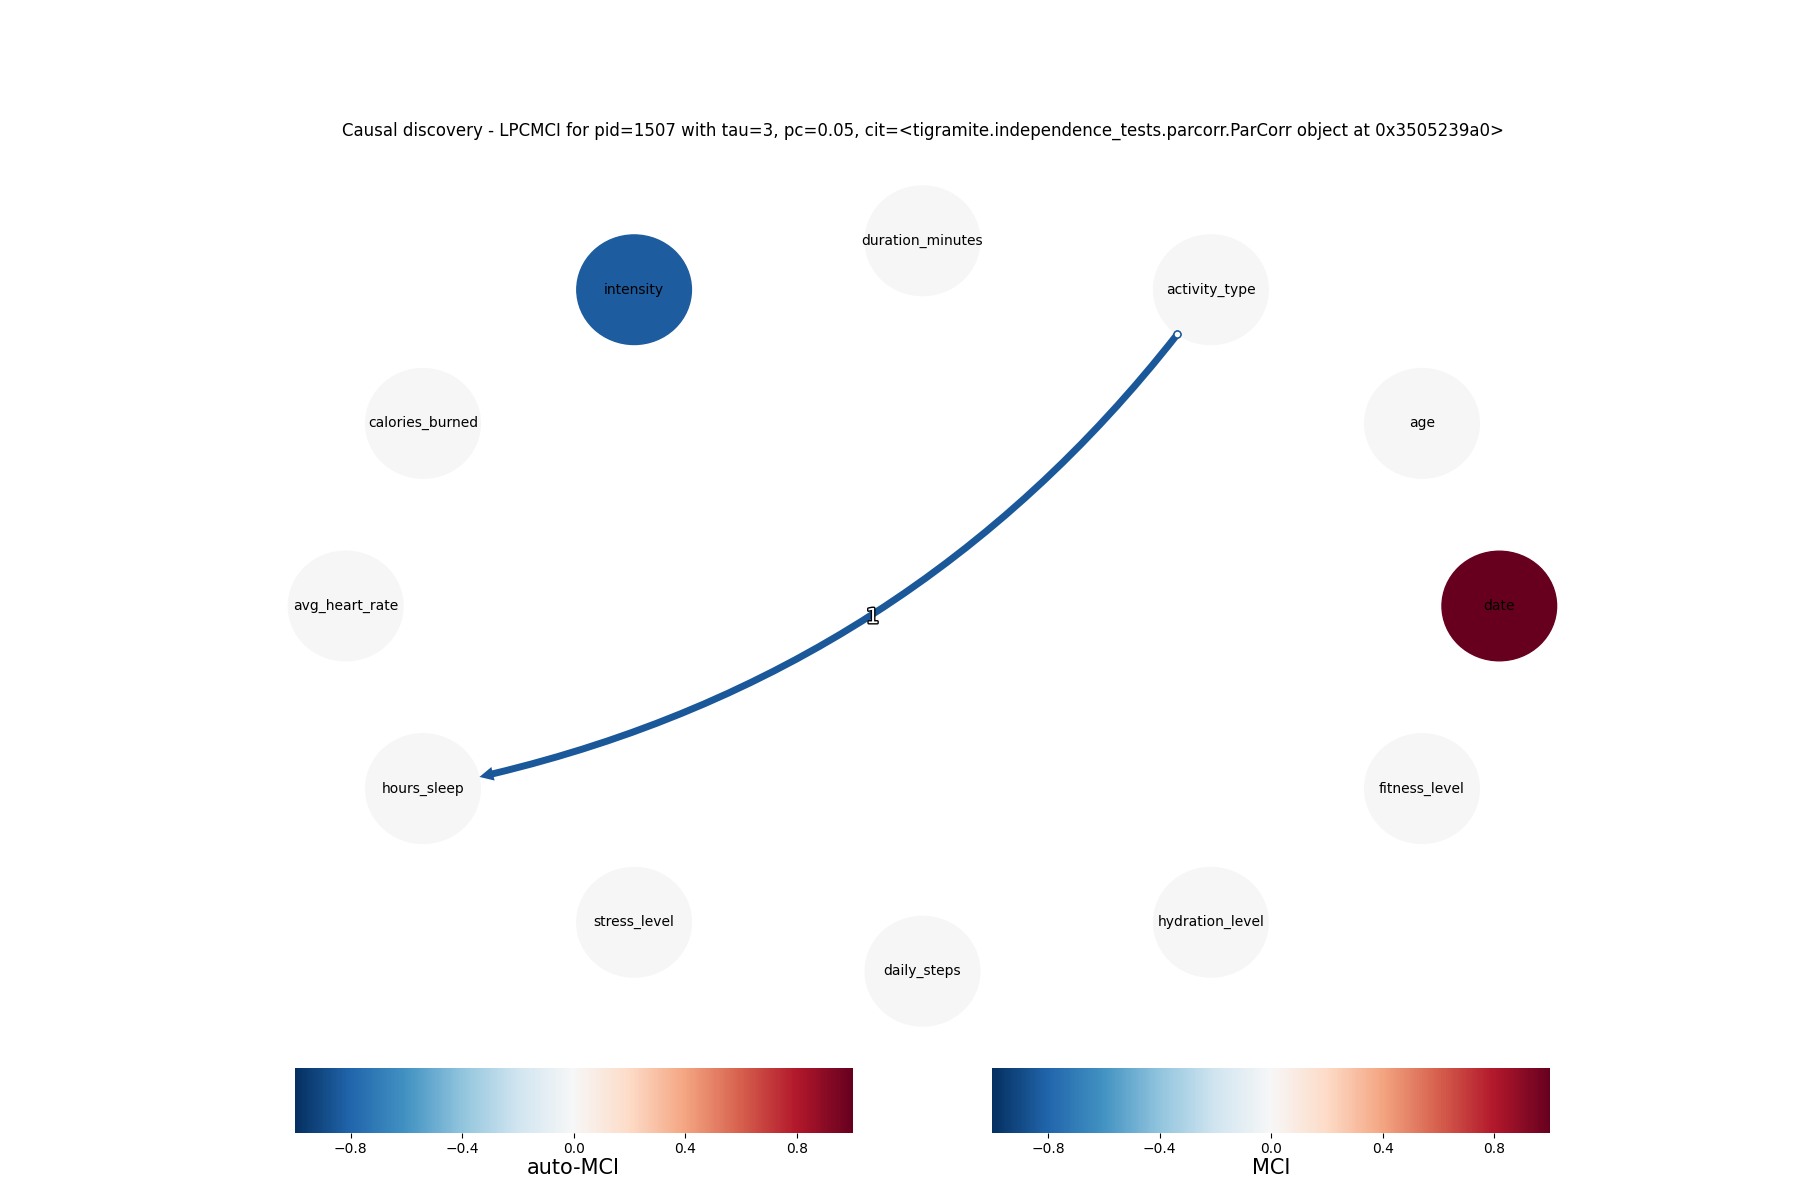 Causal discovery - LPCMCI for pid=1507 with tau=3, pc=0.05, cit=<tigramite.independence_tests.parcorr.ParCorr object at 0x3505239a0>
duration_minutes
intensity
activity_type
calories_burned
age
avg_heart_rate
date
1
hours_sleep
fitness_level
stress_level
hydration_level
daily_steps
−0.8 −0.4 0.0 0.4 0.8
auto-MCI
−0.8 −0.4 0.0 0.4 0.8
MCI